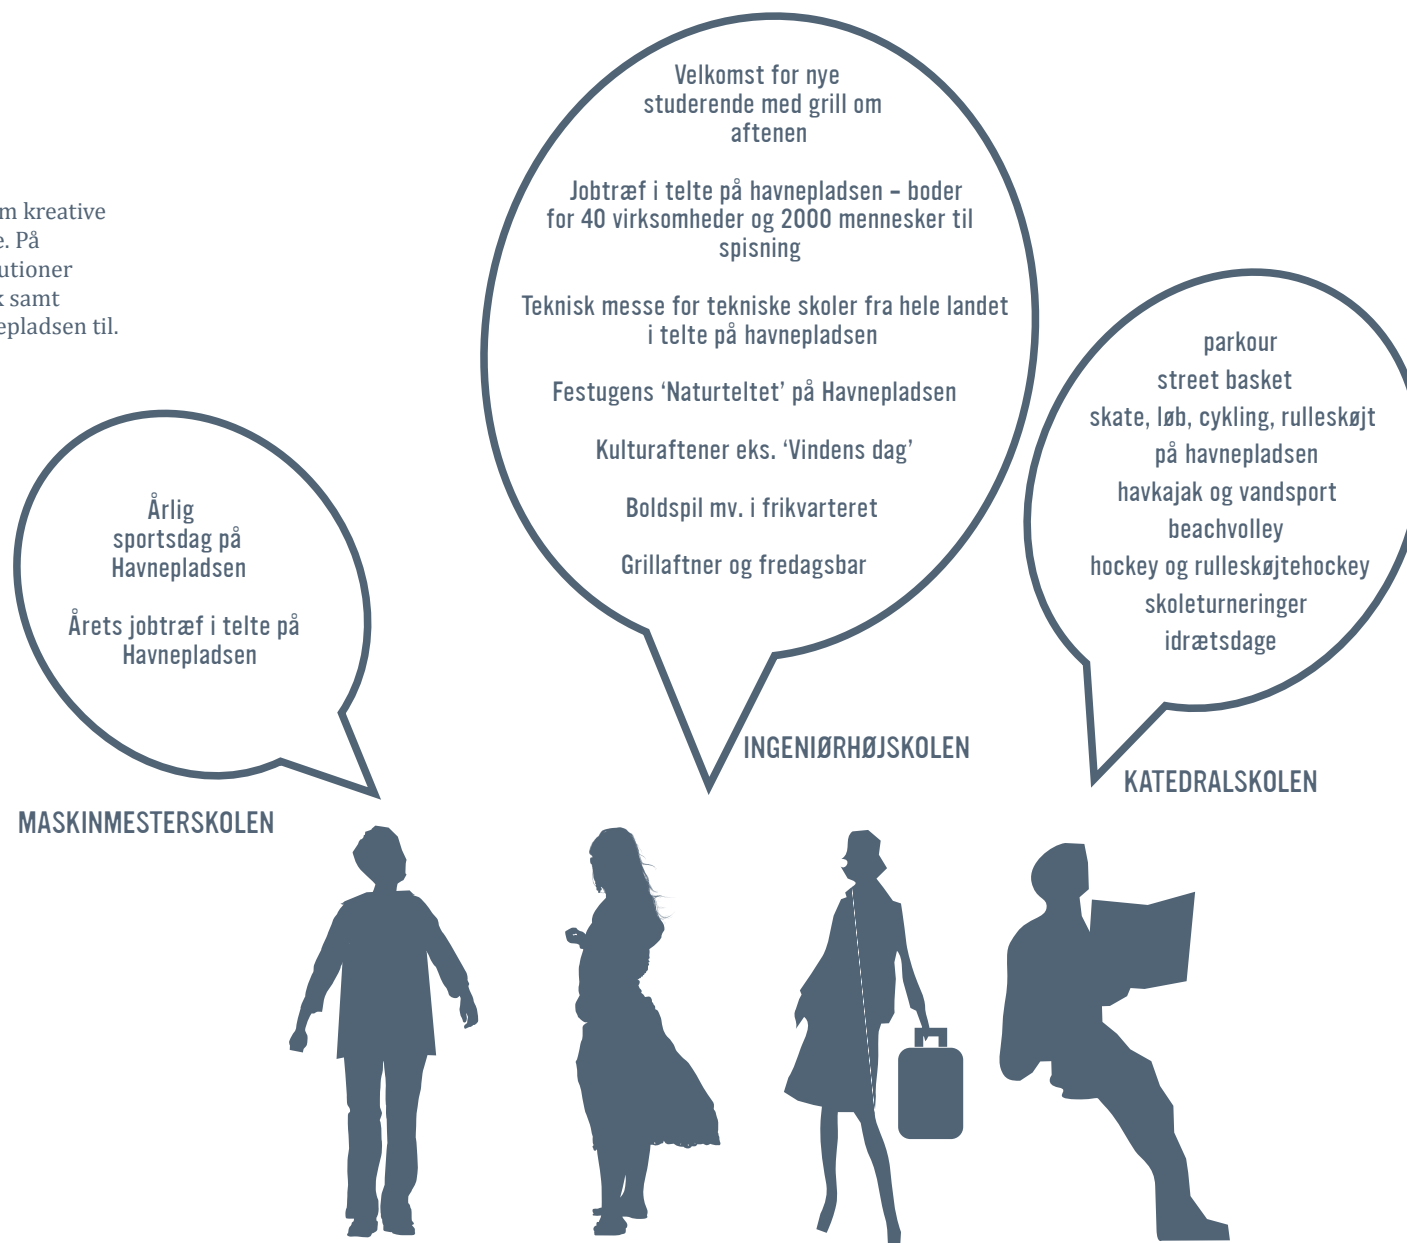 kreative
På
samt
til.
Årlig
sportsdag på
Havnepladsen
Årets jobtræf i telte på
Havnepladsen
MASKINMESTERSKOLEN
Velkomst for nye
studerende med grill om
aftenen
Jobtræf i telte på havnepladsen – boder
for 40 virksomheder og 2000 mennesker til
spisning
Teknisk messe for tekniske skoler fra hele landet
i telte på havnepladsen
Festugens ‘Naturteltet’ på Havnepladsen
Kulturaftener eks. ‘Vindens dag’
Boldspil mv. i frikvarteret
Grillaftner og fredagsbar
INGENIØRHØJSKOLEN
parkour
street basket
skate, løb, cykling, rulleskøjt
på havnepladsen
havkajak og vandsport
beachvolley
hockey og rulleskøjtehockey
skoleturneringer
idrætsdage
KATEDRALSKOLEN